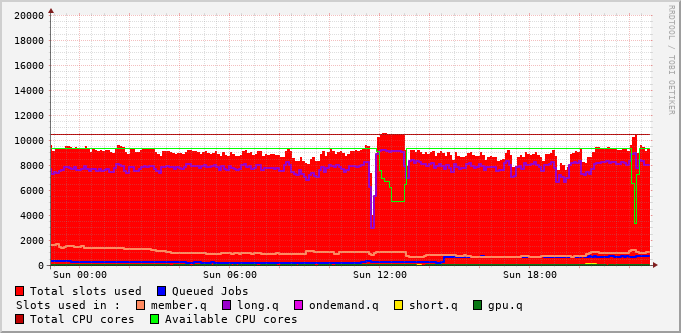 RRDTOOL / TOBI OETIKER
20000
18000
16000
14000
12000
10000
8000
6000
4000
2000
0
Sun 00:00 Sun 06:00 Sun 12:00 Sun 18:00
Total slots used Queued Jobs
Slots used in : member.q long.q ondemand.q short.q gpu.q
Total CPU cores Available CPU cores